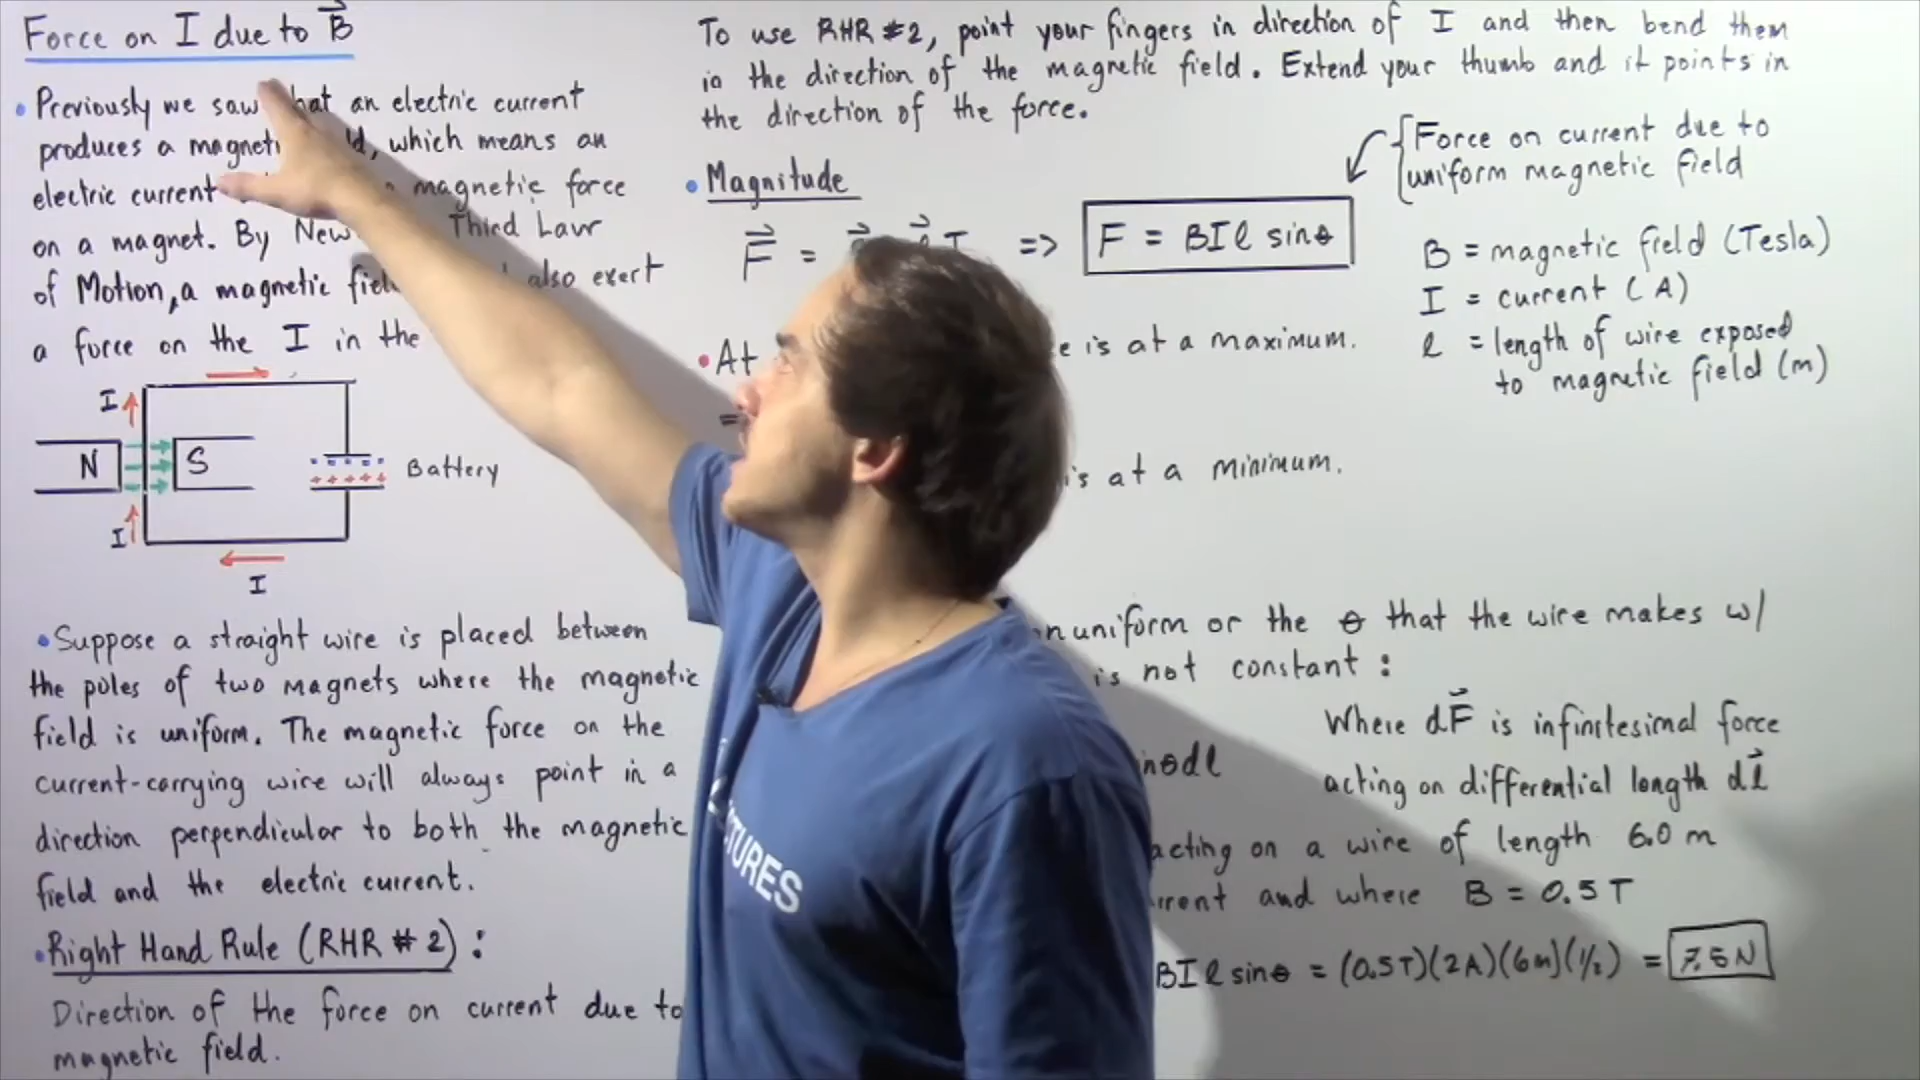 Force on I due to B
• Previously we saw that an electric current
produces a magneti d, which means an
electric current magnetic force
on a magnet. By New Third Law
of Motion, a magnetic fiel also exert
a force on the I in the
I
N
S
Battery
I
I
• Suppose a straight wire is placed between
the poles of two magnets where the magnetic
field is uniform. The magnetic force on the
current-carrying wire will always point in a
direction perpendicular to both the magnetic
field and the electric current.
• Right Hand Rule (RHR #2):
Direction of the force on current due to
magnetic field.
To use RHR #2, point your fingers in direction of I and then bend them
in the direction of the magnetic field. Extend your thumb and it points in
the direction of the force.
• Magnitude
F = I => F = BIl sinθ
{Force on current due to
uniform magnetic field
B = magnetic field (Tesla)
I = current (A)
l = length of wire exposed
to magnetic field (m)
• At e is at a maximum.
=
is at a minimum.
nuniform or the θ that the wire makes w/
is not constant:
Where dF is infinitesimal force
inθdl
acting on differential length dl
acting on a wire of length 6.0 m
rrent and where B = 0.5 T
BIl sinθ = (0.5T)(2A)(6m)(1/2) = N
TURES